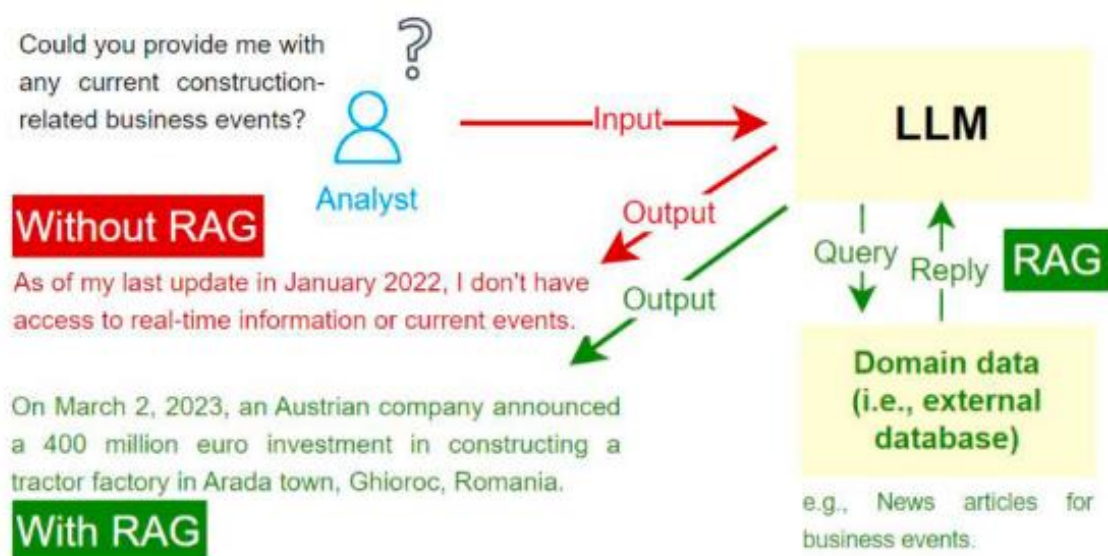 Could you provide me with
any current construction-
related business events?
?
Analyst
Input
LLM
Without RAG
As of my last update in January 2022, I don't have
access to real-time information or current events.
Output
Output
Query
Reply
RAG
On March 2, 2023, an Austrian company announced
a 400 million euro investment in constructing a
tractor factory in Arada town, Ghioroc, Romania.
With RAG
Domain data
(i.e., external
database)
e.g., News articles for
business events.